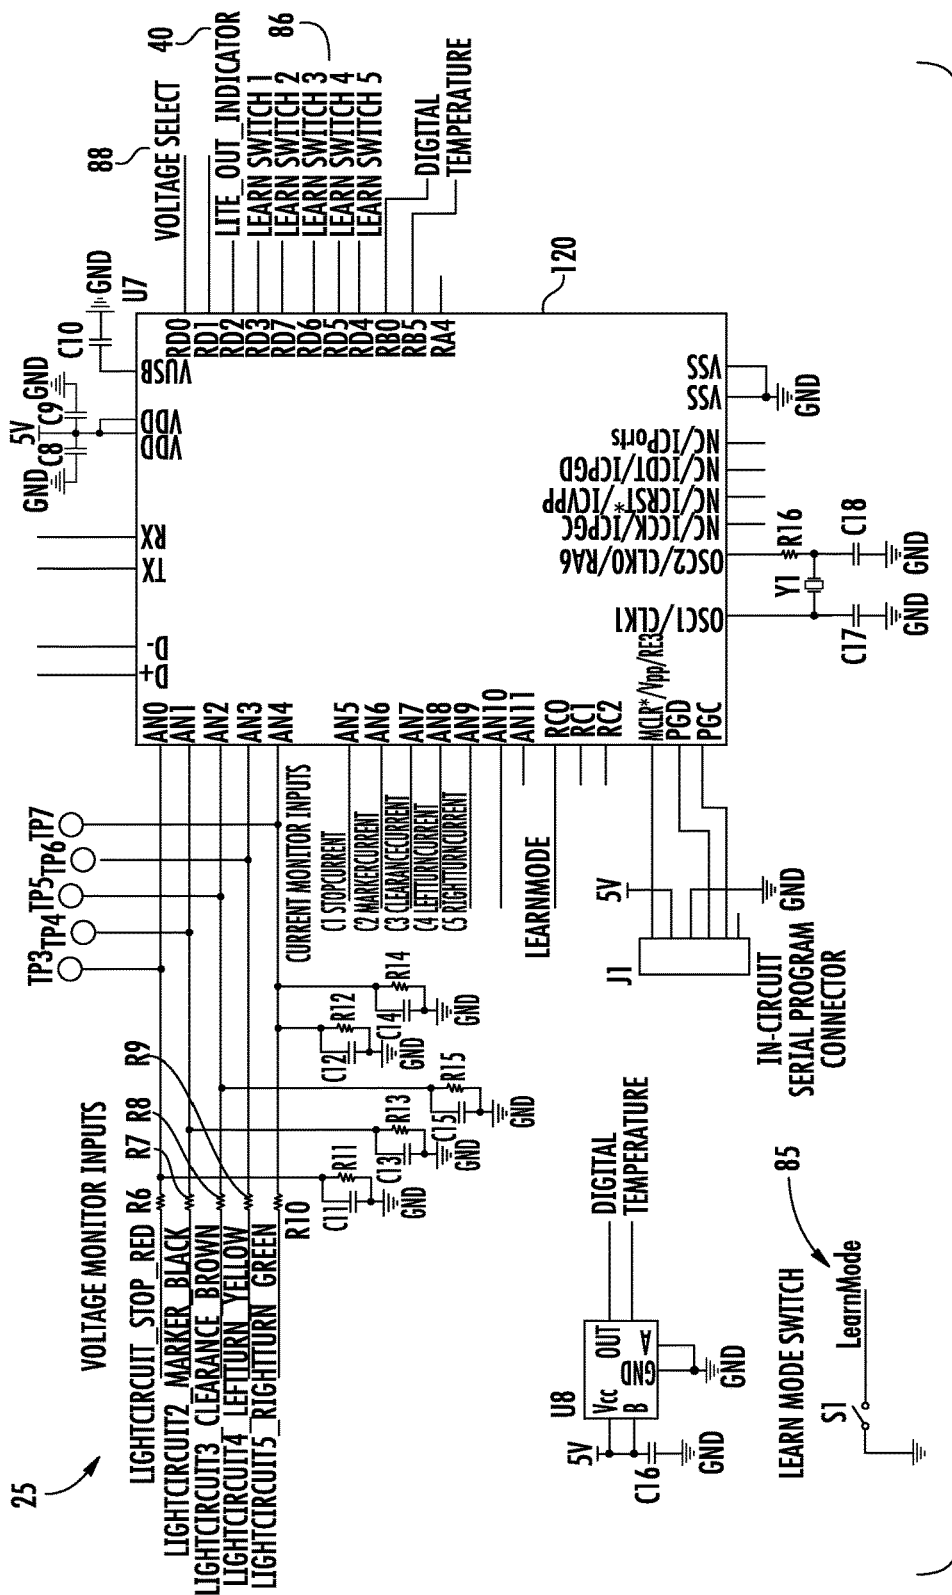 25
VOLTAGE MONITOR INPUTS
LIGHTCIRCUIT_STOP_RED
LIGHTCIRCUIT2_MARKER_BLACK
LIGHTCIRCUIT3_CLEARANCE_BROWN
LIGHTCIRCUIT4_LEFTTURN_YELLOW
LIGHTCIRCUIT5_RIGHTTURN_GREEN
R6
R7
R8
R9
R10
C11
R11
GND
C13
R13
GND
C15
R15
GND
C12
R12
GND
C14
R14
GND
TP3
TP4
TP5
TP6
TP7
CURRENT MONITOR INPUTS
C1 STOPCURRENT
C2 MARKERCURRENT
C3 CLEARANCECURRENT
C4 LEFTTURNCURRENT
C5 RIGHTTURNCURRENT
LEARNMODE
AN0
AN1
AN2
AN3
AN4
AN5
AN6
AN7
AN8
AN9
AN10
AN11
RC0
RC1
RC2
MCLR*/Vpp/RE3
PGD
PGC
D+
D-
TX
RX
VDD
VDD
VUSB
GND
C8
5V
C9
GND
C10
GND
U7
RD0
RD1
RD2
RD3
RD7
RD6
RD5
RD4
RB0
RB5
RA4
88
VOLTAGE SELECT
40
LITE_OUT_INDICATOR
86
LEARN SWITCH 1
LEARN SWITCH 2
LEARN SWITCH 3
LEARN SWITCH 4
LEARN SWITCH 5
DIGITAL
TEMPERATURE
120
OSC1/CLK1
OSC2/CLK0/RA6
NC/ICCK/ICPGC
NC/ICRST*/ICVPP
NC/ICDT/ICPGD
NC/ICPorts
VSS
VSS
GND
Y1
R16
C17
GND
C18
GND
5V
J1
GND
IN-CIRCUIT
SERIAL PROGRAM
CONNECTOR
U8
5V
Vcc
B
OUT
GND
A
C16
GND
GND
DIGITAL
TEMPERATURE
LEARN MODE SWITCH
S1
LearnMode
85